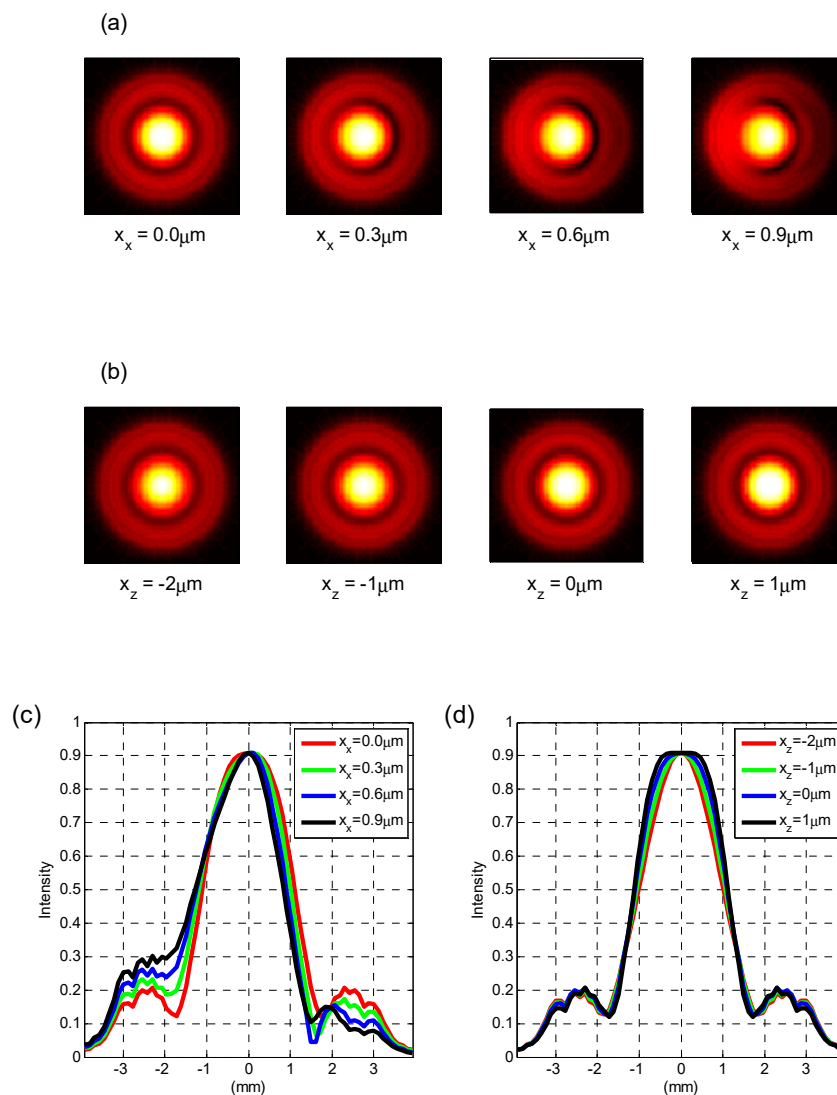 (a)
x_x = 0.0μm x_x = 0.3μm x_x = 0.6μm x_x = 0.9μm
(b)
x_z = -2μm x_z = -1μm x_z = 0μm x_z = 1μm
(c)
1
0.9
0.8
0.7
0.6
0.5
0.4
0.3
0.2
0.1
0
Intensity
-3 -2 -1 0 1 2 3
(mm)
x_x=0.0μm
x_x=0.3μm
x_x=0.6μm
x_x=0.9μm
(d)
1
0.9
0.8
0.7
0.6
0.5
0.4
0.3
0.2
0.1
0
Intensity
-3 -2 -1 0 1 2 3
(mm)
x_z=-2μm
x_z=-1μm
x_z=0μm
x_z=1μm